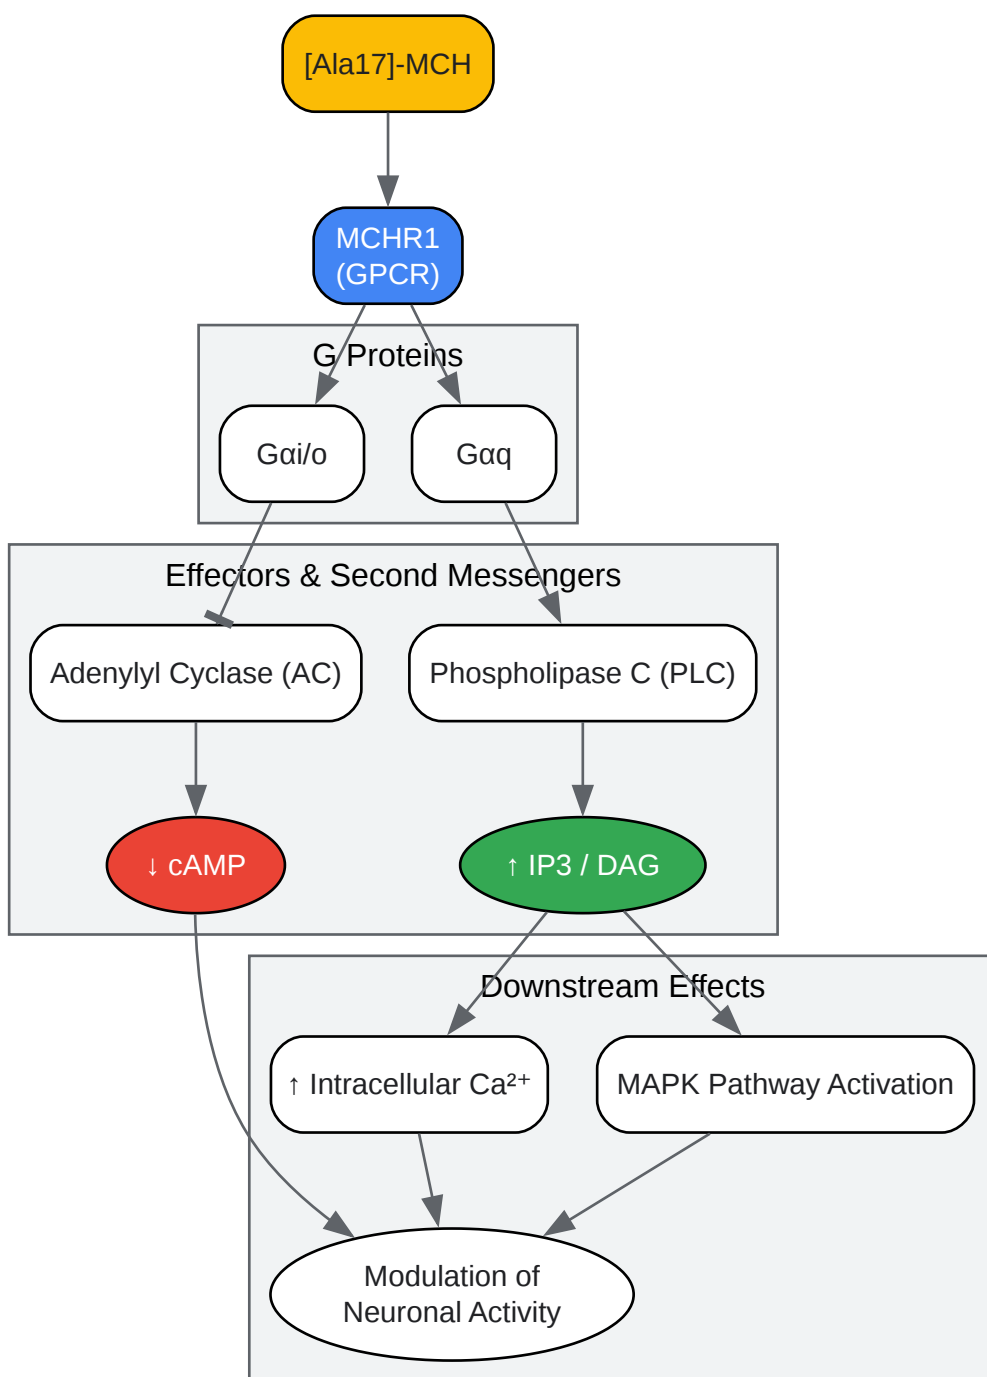 [Ala17]-MCH
MCHR1
(GPCR)
G Proteins
Gαi/o
Gαq
Effectors & Second Messengers
Adenylyl Cyclase (AC)
Phospholipase C (PLC)
↓ cAMP
↑ IP3 / DAG
Downstream Effects
↑ Intracellular Ca²⁺
MAPK Pathway Activation
Modulation of
Neuronal Activity